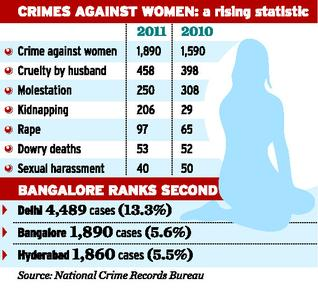 CRIMES AGAINST WOMEN: a rising statistic
2011 2010
Crime against women 1,890 1,590
Cruelty by husband 458 398
Molestation 250 308
Kidnapping 206 29
Rape 97 65
Dowry deaths 53 52
Sexual harassment 40 50
BANGALORE RANKS SECOND
Delhi 4,489 cases (13.3%)
Bangalore 1,890 cases (5.6%)
Hyderabad 1,860 cases (5.5%)
Source: National Crime Records Bureau